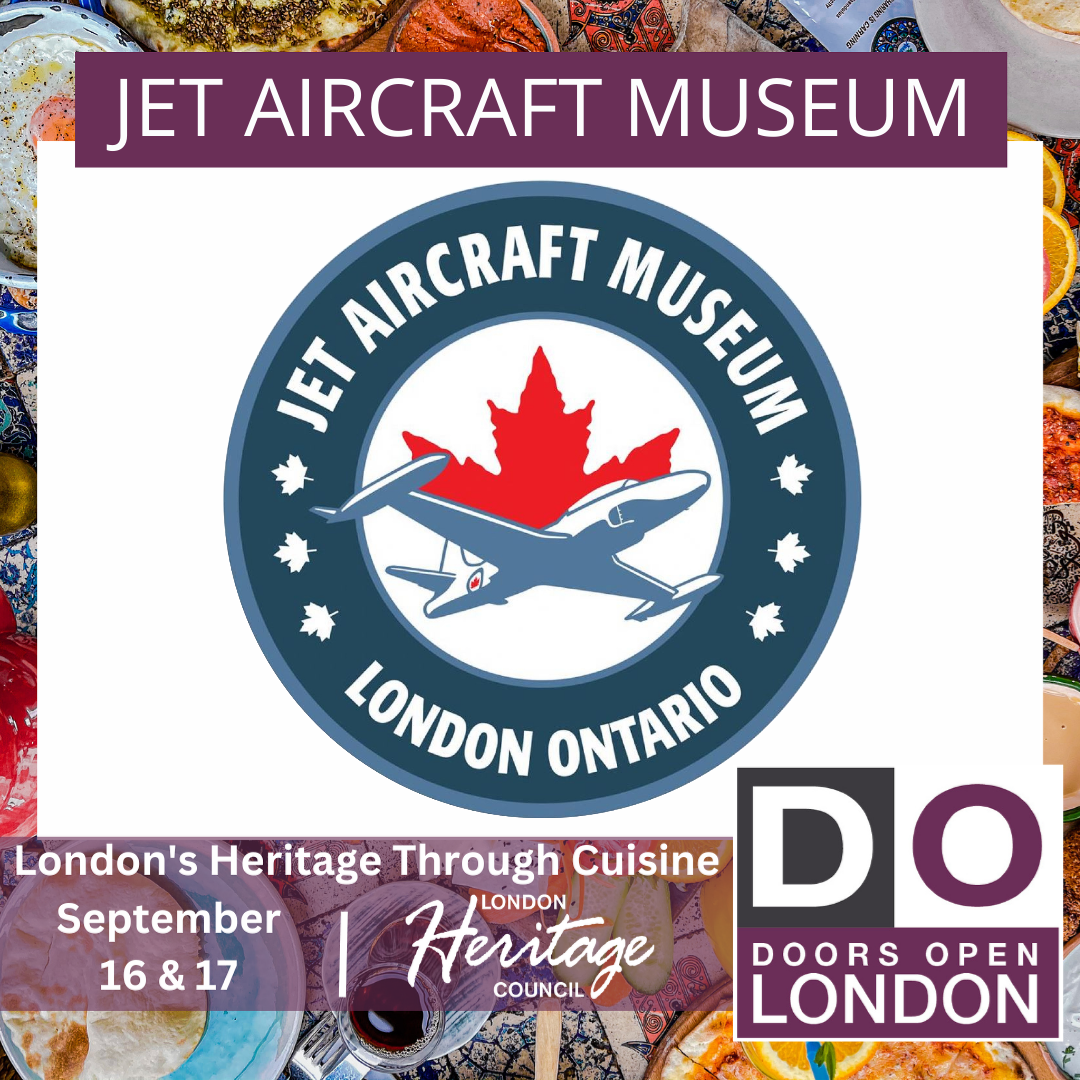 JET AIRCRAFT MUSEUM
JET AIRCRAFT MUSEUM
LONDON ONTARIO
London's Heritage Through Cuisine
September
16 & 17
LONDON
Heritage
COUNCIL
DO
DOORS OPEN
LONDON